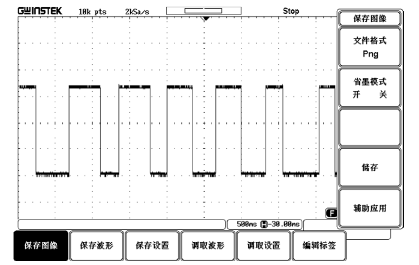 GWINSTEK 10k pts 2kSa/s Stop
保存图像
文件格式
Png
省墨模式
开 关
储存
辅助应用
F
500ms H -30.00ms
保存图像 保存波形 保存设置 调取波形 调取设置 编辑标签